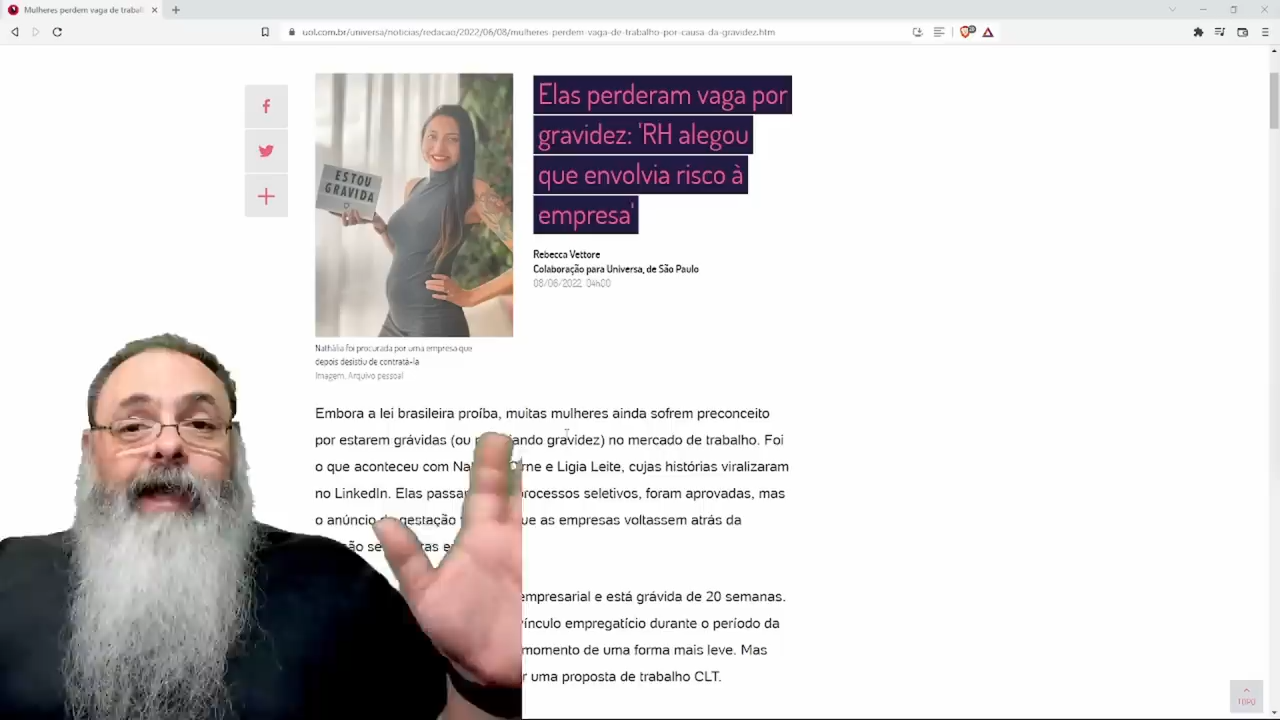 Mulheres perdem vaga de trabal
uol.com.br/universa/noticias/redacao/2022/06/08/mulheres-perdem-vaga-de-trabalho-por-causa-da-gravidez.htm
ESTOU
GRAVIDA
Elas perderam vaga por
gravidez: 'RH alegou
que envolvia risco à
empresa'
Rebecca Vettore
Colaboração para Universa, de São Paulo
08/06/2022 04h00
Nathália foi procurada por uma empresa que
depois desistiu de contratá-la
Imagem: Arquivo pessoal
Embora a lei brasileira proíba, muitas mulheres ainda sofrem preconceito
por estarem grávidas (ou gravidez) no mercado de trabalho. Foi
o que aconteceu com e Ligia Leite, cujas histórias viralizaram
no LinkedIn. Elas seletivos, foram aprovadas, mas
o anúncio gestação as empresas voltassem atrás da
empresarial e está grávida de 20 semanas.
vínculo empregatício durante o período da
momento de uma forma mais leve. Mas
uma proposta de trabalho CLT.
TOPO